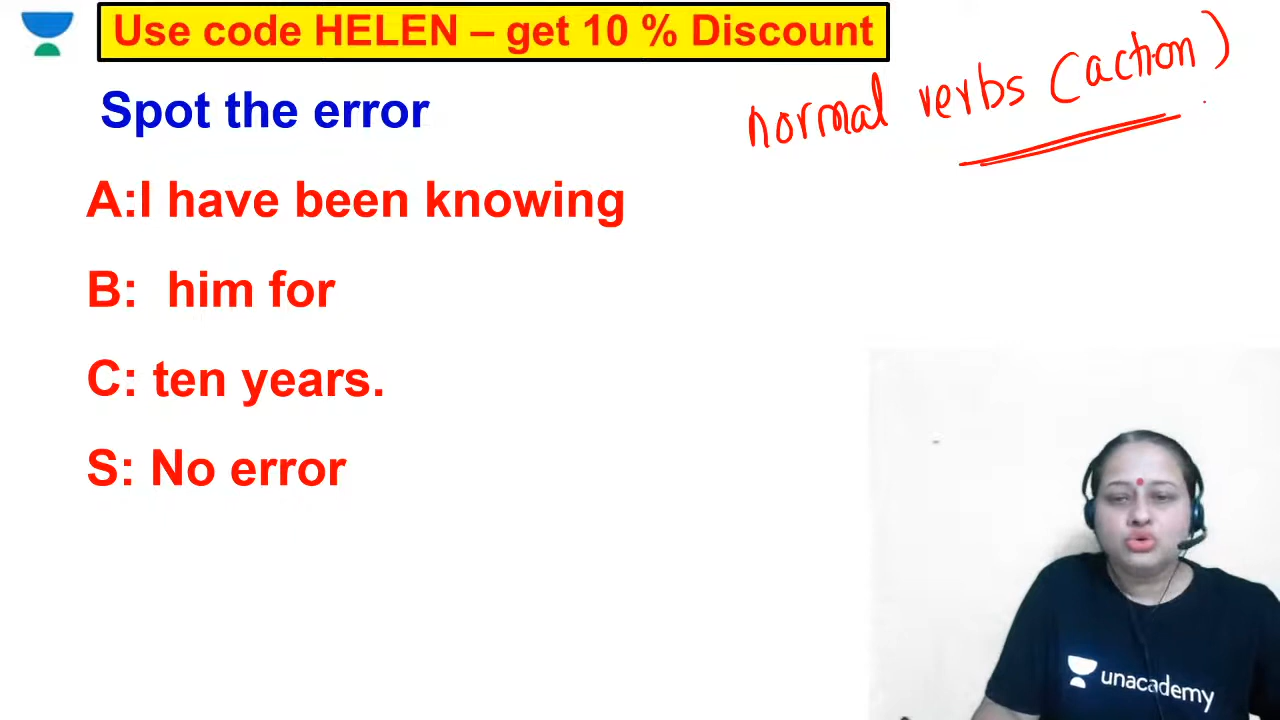 Use code HELEN – get 10 % Discount
normal verbs (action)
Spot the error
A:I have been knowing
B:  him for
C: ten years.
S: No error
unacademy